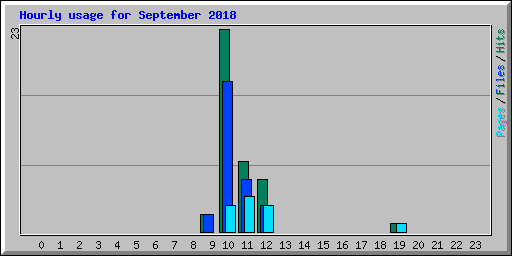 Hourly usage for September 2018
23
Pages/Files/Hits
0 1 2 3 4 5 6 7 8 9 10 11 12 13 14 15 16 17 18 19 20 21 22 23